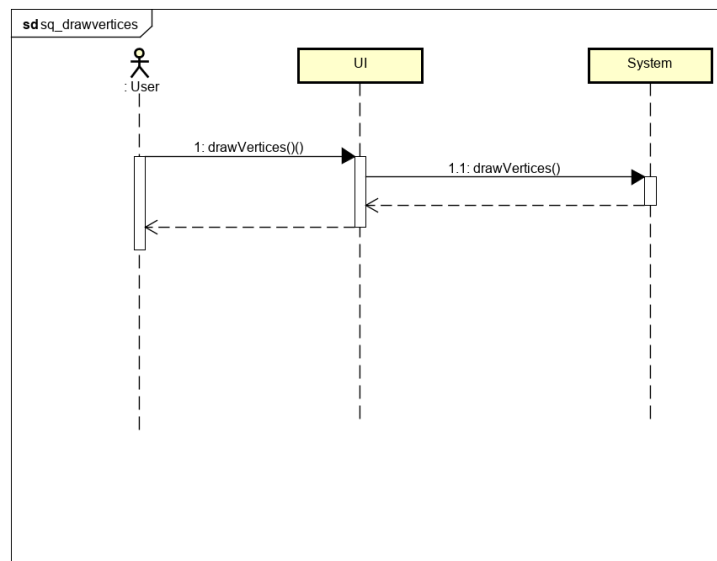 sd sq_drawvertices
: User
UI
System
1: drawVertices()()
1.1: drawVertices()